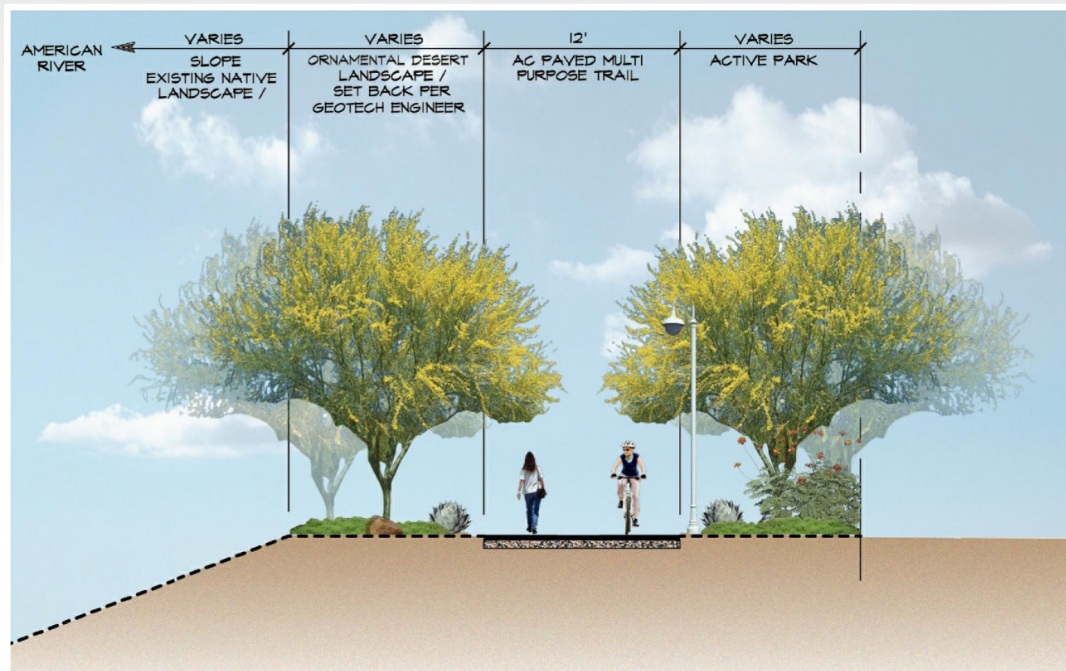 AMERICAN
RIVER
VARIES
SLOPE
EXISTING NATIVE
LANDSCAPE /
VARIES
ORNAMENTAL DESERT
LANDSCAPE /
SET BACK PER
GEOTECH ENGINEER
12'
AC PAVED MULTI
PURPOSE TRAIL
VARIES
ACTIVE PARK